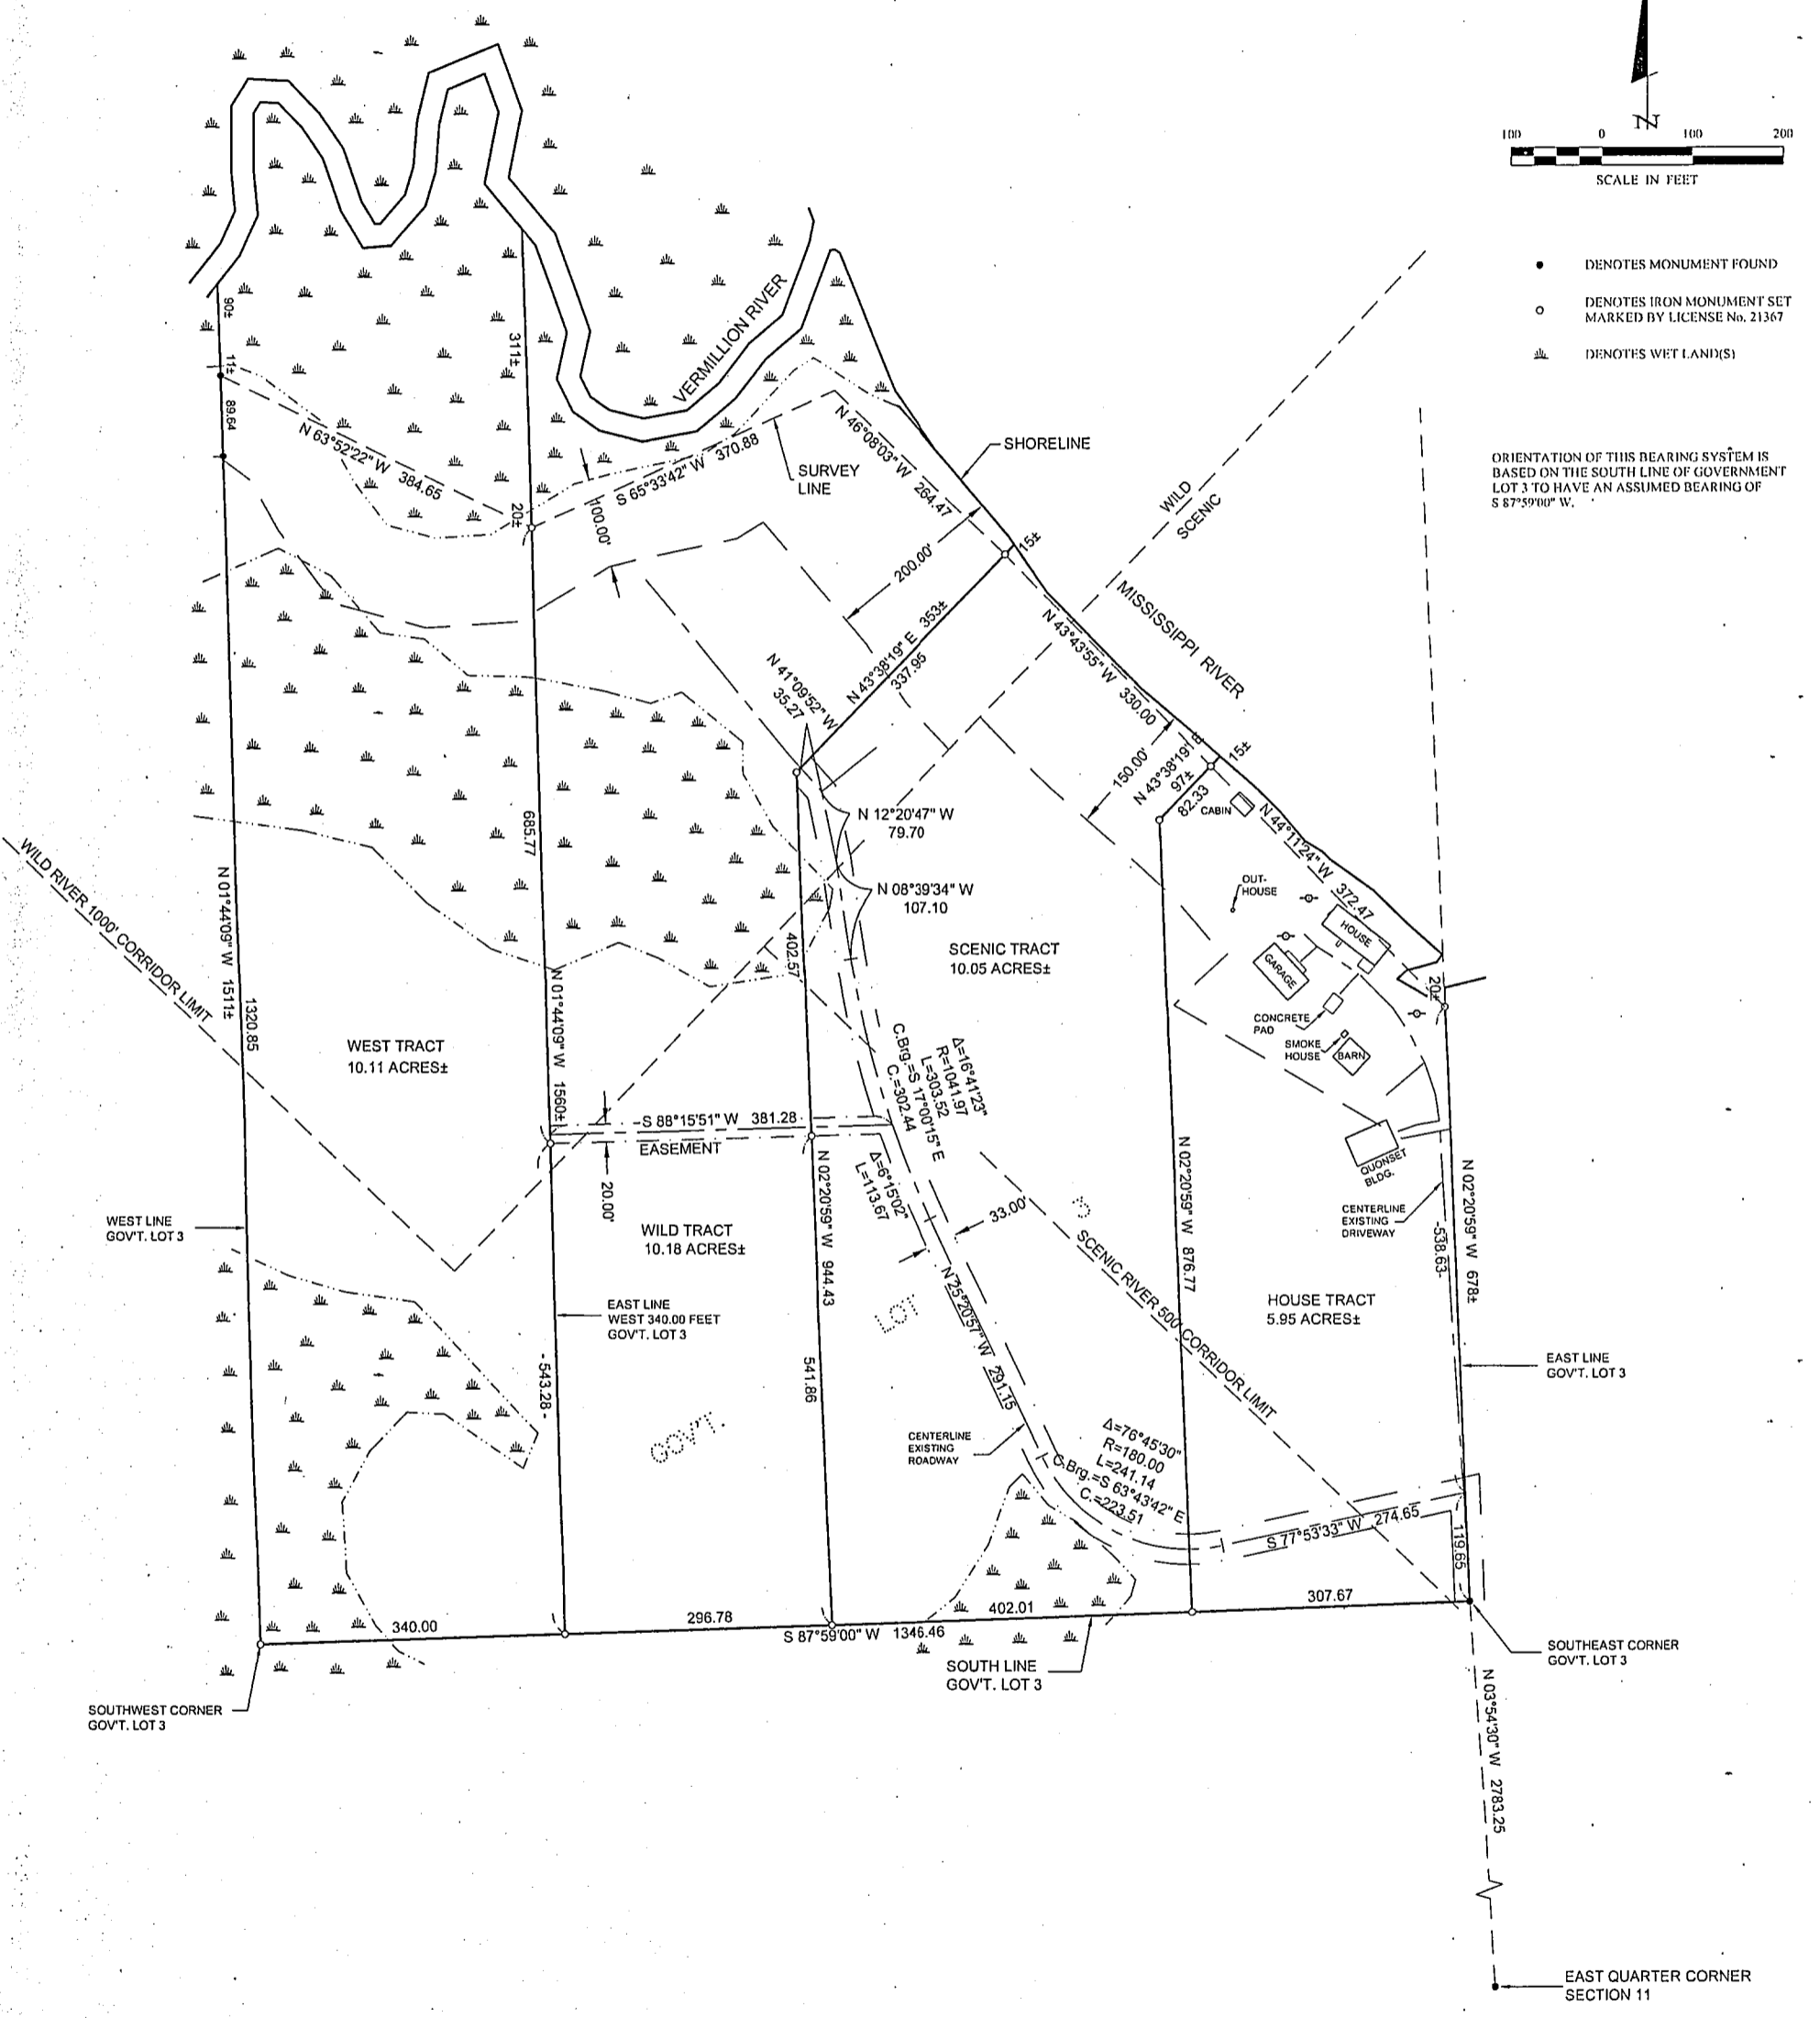 N
100 0 100 200
SCALE IN FEET
DENOTES MONUMENT FOUND
DENOTES IRON MONUMENT SET
MARKED BY LICENSE No. 21367
DENOTES WET LAND(S)
ORIENTATION OF THIS BEARING SYSTEM IS
BASED ON THE SOUTH LINE OF GOVERNMENT
LOT 3 TO HAVE AN ASSUMED BEARING OF
S 87°59'00" W.
VERMILLION RIVER
90±
11±
89.64
311±
N 63°52'22" W 384.65
20±
100.00'
S 65°33'42" W 370.88
SURVEY
LINE
N 46°08'03" W 264.47
SHORELINE
WILD
SCENIC
MISSISSIPPI RIVER
200.00'
15±
N 43°38'19" E 353±
337.95
N 41°09'52" W
35.27
N 43°43'55" W 330.00
150.00'
N 43°38'19" E
97±
82.33
15±
CABIN
N 44°11'24" W 372.47
OUT-
HOUSE
HOUSE
GARAGE
CONCRETE
PAD
SMOKE
HOUSE
BARN
20±
QUONSET
BLDG.
CENTERLINE
EXISTING
DRIVEWAY
N 12°20'47" W
79.70
N 08°39'34" W
107.10
685.77
402.57
SCENIC TRACT
10.05 ACRES±
WILD RIVER 1000' CORRIDOR LIMIT
N 01°44'09" W 1511±
1320.85
WEST TRACT
10.11 ACRES±
N 01°44'09" W 1560±
S 88°15'51" W 381.28
EASEMENT
20.00'
Δ=16°41'23"
R=1041.97
L=303.52
C.Brg.=S 17°00'15" E
C.=302.44
Δ=6°15'02"
L=113.67
33.00'
WEST LINE
GOV'T. LOT 3
WILD TRACT
10.18 ACRES±
N 02°20'59" W 944.43
541.86
EAST LINE
WEST 340.00 FEET
GOV'T. LOT 3
-543.28-
N 25°20'57" W 291.15
GOV'T. LOT 3
SCENIC RIVER 500' CORRIDOR LIMIT
N 02°20'59" W 876.77
HOUSE TRACT
5.95 ACRES±
-538.63-
N 02°20'59" W 678±
EAST LINE
GOV'T. LOT 3
CENTERLINE
EXISTING
ROADWAY
Δ=76°45'30"
R=180.00
L=241.14
C.Brg.=S 63°43'42" E
C.=223.51
S 77°53'33" W 274.65
119.65
340.00
296.78
402.01
307.67
S 87°59'00" W 1346.46
SOUTH LINE
GOV'T. LOT 3
SOUTHWEST CORNER
GOV'T. LOT 3
SOUTHEAST CORNER
GOV'T. LOT 3
N 03°54'30" W 2783.25
EAST QUARTER CORNER
SECTION 11